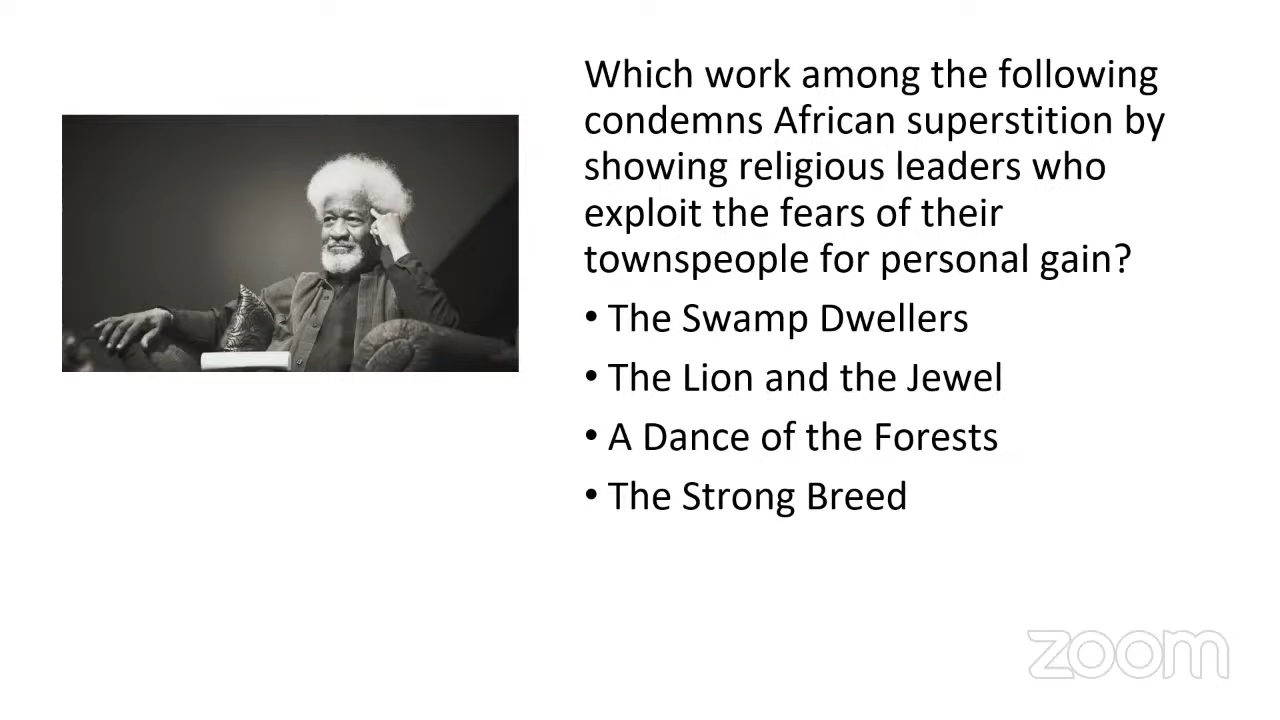 Which work among the following
condemns African superstition by
showing religious leaders who
exploit the fears of their
townspeople for personal gain?
• The Swamp Dwellers
• The Lion and the Jewel
• A Dance of the Forests
• The Strong Breed
zoom